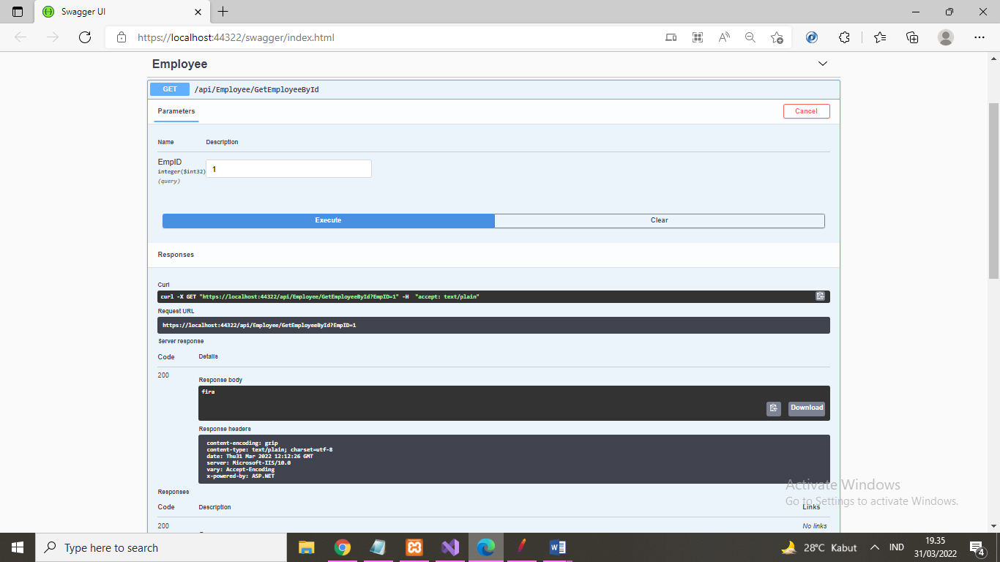 Swagger UI
https://localhost:44322/swagger/index.html
Employee
GET /api/Employee/GetEmployeeById
Parameters
Cancel
Name Description
EmpID
integer($int32)
(query)
1
Execute
Clear
Responses
Curl
curl -X GET "https://localhost:44322/api/Employee/GetEmployeeById?EmpID=1" -H "accept: text/plain"
Request URL
https://localhost:44322/api/Employee/GetEmployeeById?EmpID=1
Server response
Code Details
200
Response body
fira
Download
Response headers
content-encoding: gzip
content-type: text/plain; charset=utf-8
date: Thu31 Mar 2022 12:12:26 GMT
server: Microsoft-IIS/10.0
vary: Accept-Encoding
x-powered-by: ASP.NET
Responses
Code Description Links
200 No links
Activate Windows
Go to Settings to activate Windows.
Type here to search
28°C Kabut
IND
19.35
31/03/2022
4